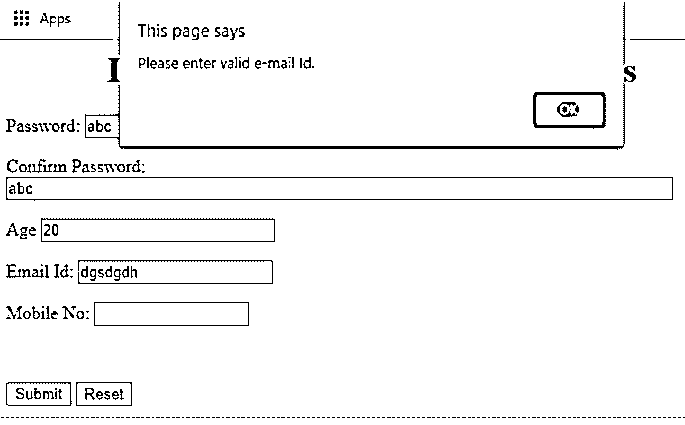 Apps
This page says
Please enter valid e-mail Id.
OK
Password: abc
Confirm Password:
abc
Age 20
Email Id: dgsdgdh
Mobile No:
Submit Reset